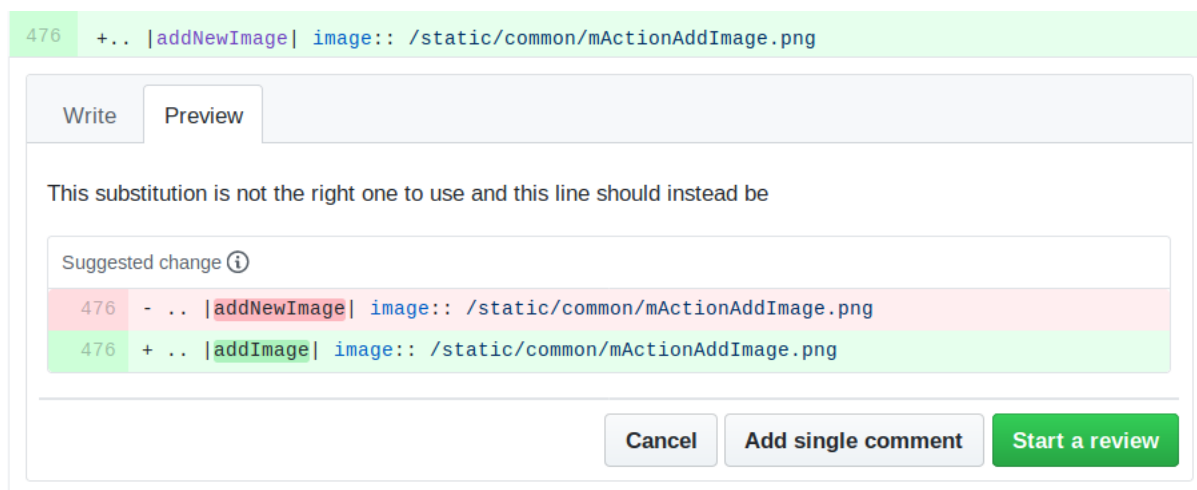 476 +.. |addNewImage| image:: /static/common/mActionAddImage.png
Write Preview
This substitution is not the right one to use and this line should instead be
Suggested change
476 - .. |addNewImage| image:: /static/common/mActionAddImage.png
476 + .. |addImage| image:: /static/common/mActionAddImage.png
Cancel Add single comment Start a review